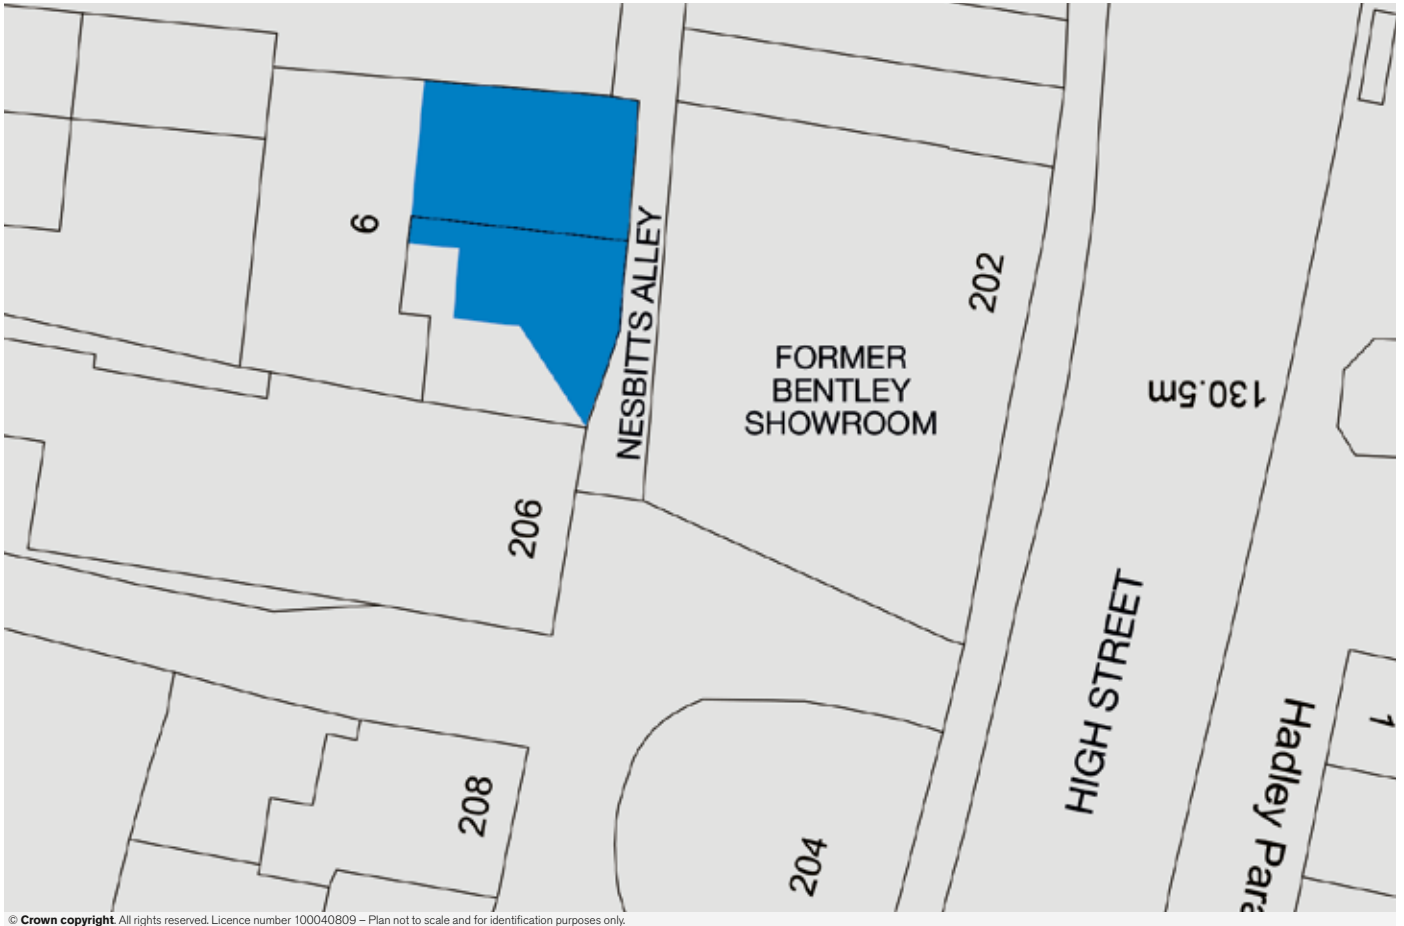 6
NESBITTS ALLEY
202
FORMER
BENTLEY
SHOWROOM
130.5m
206
HIGH STREET
Hadley Para
1
208
204
© Crown copyright. All rights reserved. Licence number 100040809 – Plan not to scale and for identification purposes only.